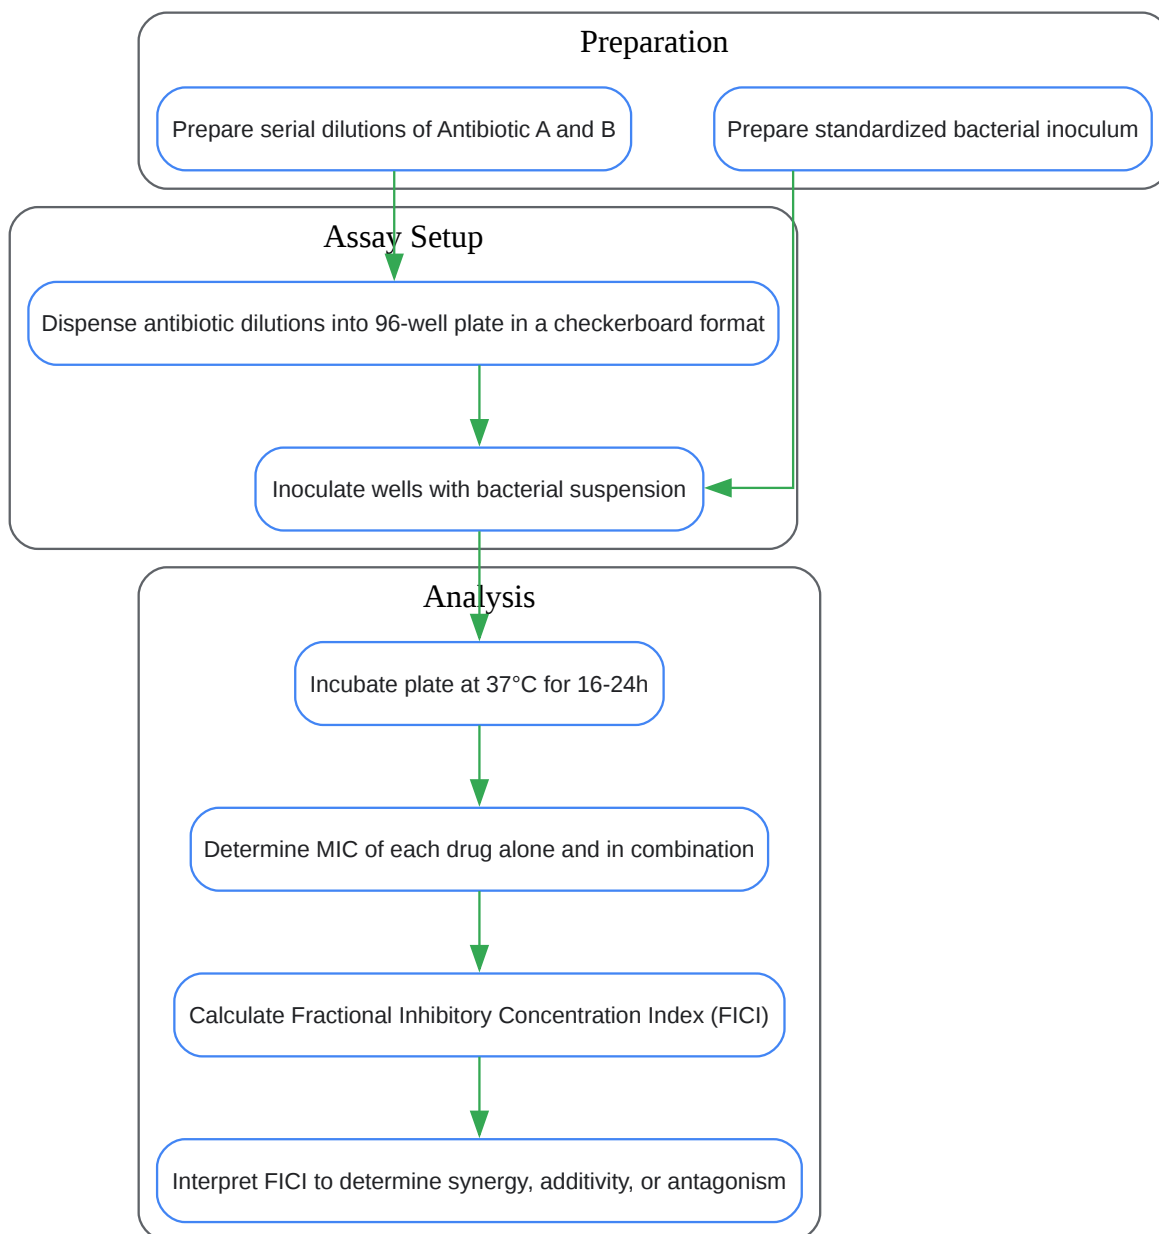 Preparation
Prepare serial dilutions of Antibiotic A and B
Prepare standardized bacterial inoculum
Assay Setup
Dispense antibiotic dilutions into 96-well plate in a checkerboard format
Inoculate wells with bacterial suspension
Analysis
Incubate plate at 37°C for 16-24h
Determine MIC of each drug alone and in combination
Calculate Fractional Inhibitory Concentration Index (FICI)
Interpret FICI to determine synergy, additivity, or antagonism